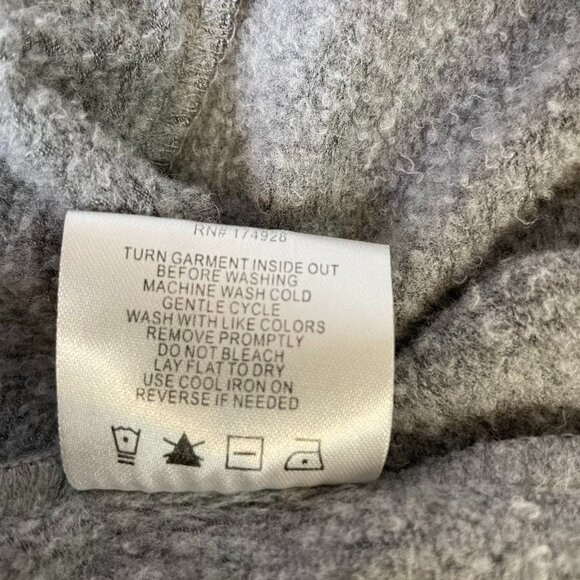 RN# 174928
TURN GARMENT INSIDE OUT
BEFORE WASHING
MACHINE WASH COLD
GENTLE CYCLE
WASH WITH LIKE COLORS
REMOVE PROMPTLY
DO NOT BLEACH
LAY FLAT TO DRY
USE COOL IRON ON
REVERSE IF NEEDED